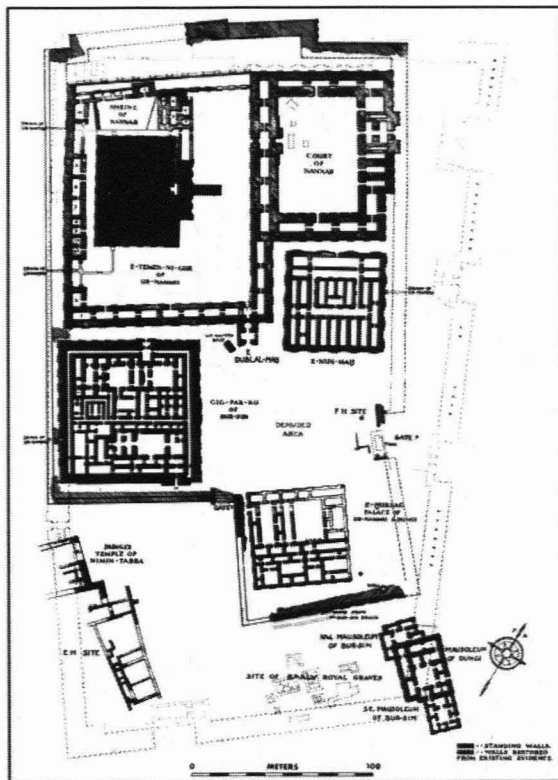 SHRINE
OF
NANNAR
COURT
OF
NANNAR
E-TEMEN-NI-GUR
OF
UR-NAMMU
E
DUBLAL-MAH
E-NUN-MAH
GIG-PAR-KU
OF
BUR-SIN
DENUDED
AREA
F H SITE
GATE ?
E-HURSAG
PALACE OF
UR-NAMMU & DUNGI
GATE
DUNGI'S
TEMPLE OF
NIMIN-TABBA
E H SITE
SITE OF EARLY ROYAL GRAVES
N.W. MAUSOLEUM
OF BUR-SIN
MAUSOLEUM
OF DUNGI
S.E. MAUSOLEUM
OF BUR-SIN
STANDING WALLS
WALLS RESTORED
FROM EXISTING EVIDENCE
0 METERS 100